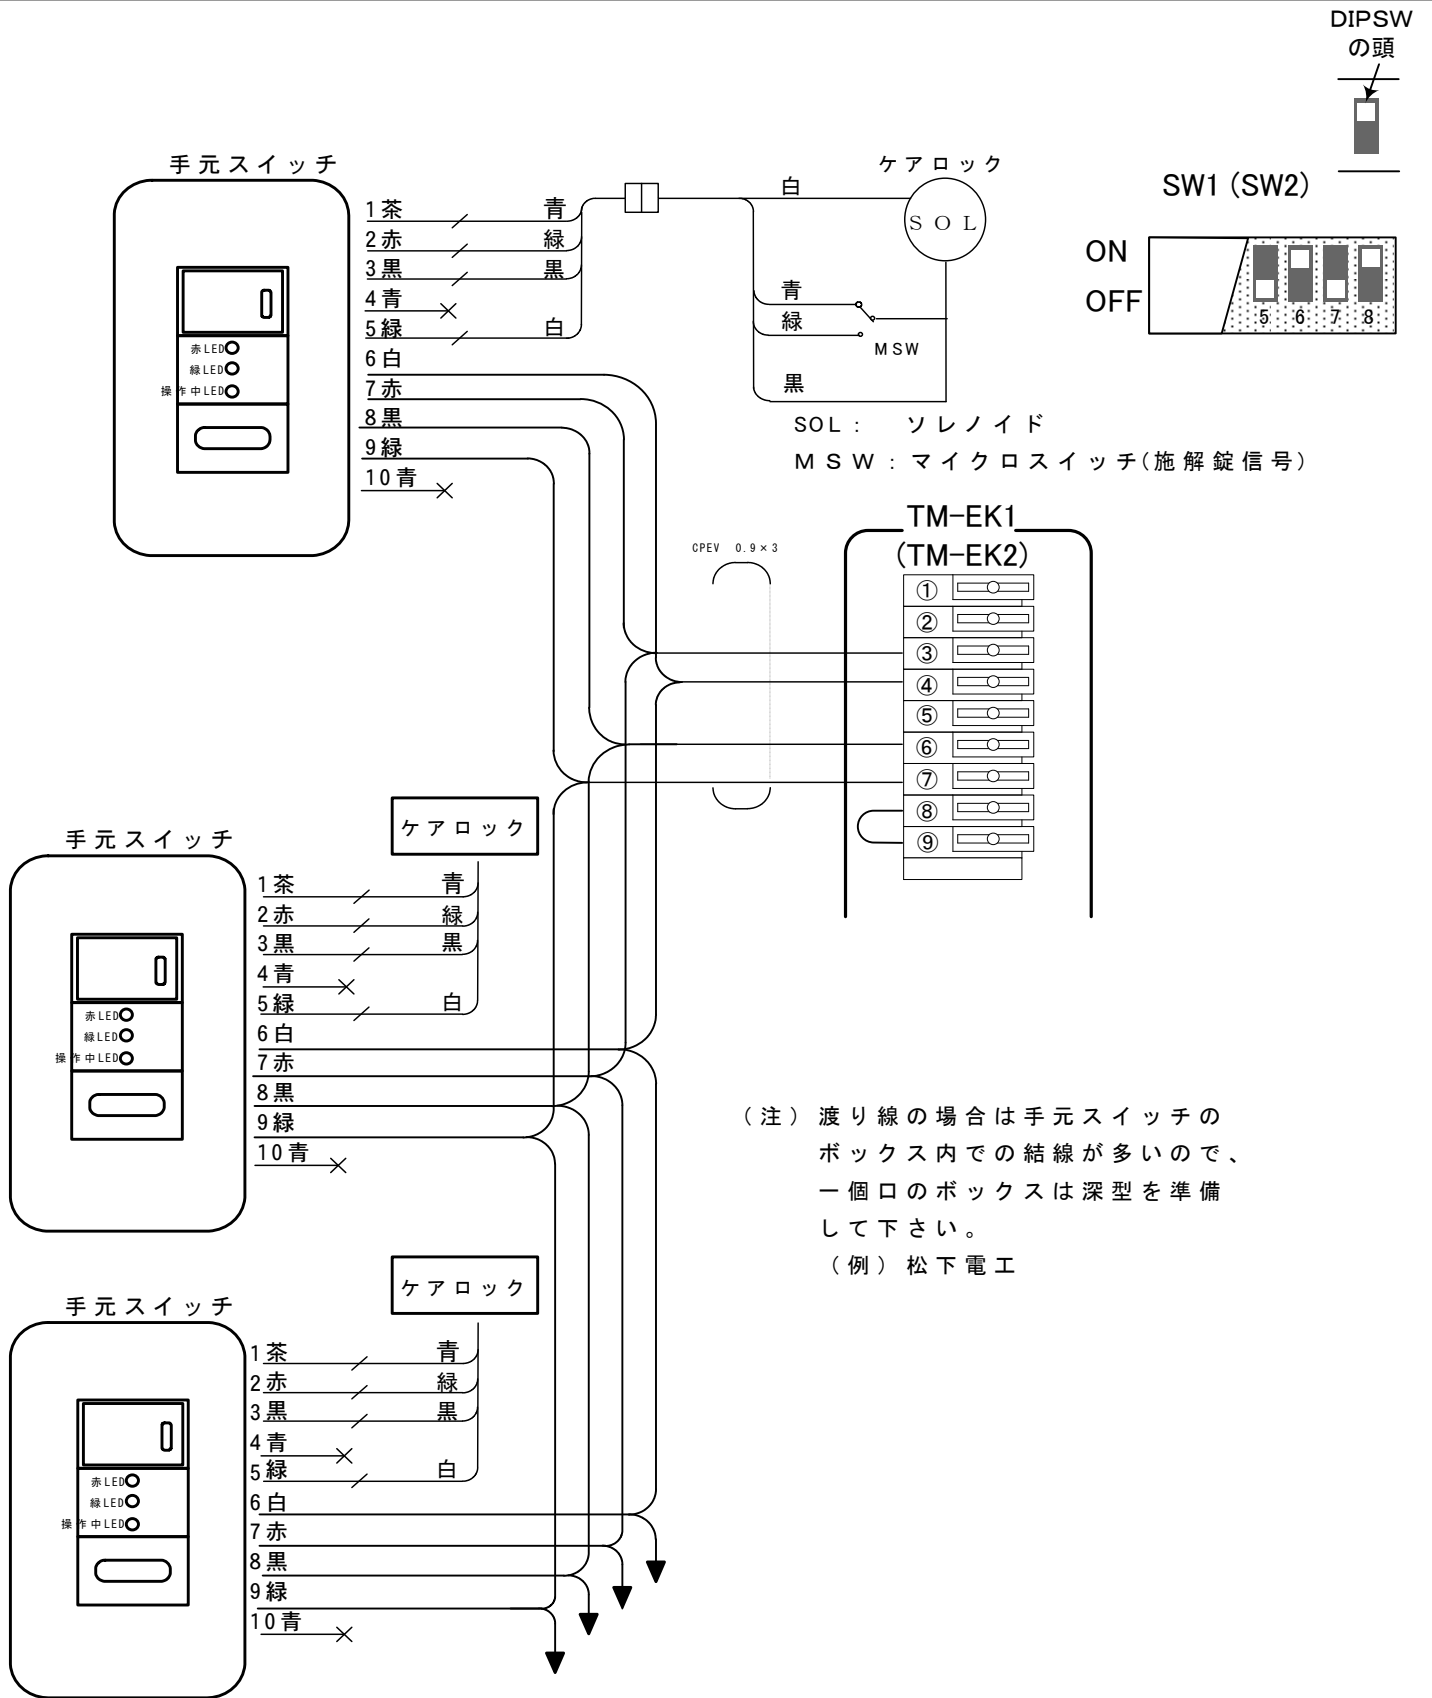 DIPSW
の頭
SW1 (SW2)
ON
OFF
5 6 7 8
手元スイッチ
1茶 青
2赤 緑
3黒 黒
4青
5緑 白
6白
7赤
8黒
9緑
10青
赤LED
緑LED
操作中LED
ケアロック
白
SOL
青
緑
MSW
黒
SOL： ソレノイド
MSW：マイクロスイッチ(施解錠信号)
CPEV 0.9×3
TM-EK1
(TM-EK2)
①
②
③
④
⑤
⑥
⑦
⑧
⑨
手元スイッチ
ケアロック
1茶 青
2赤 緑
3黒 黒
4青
5緑 白
6白
7赤
8黒
9緑
10青
赤LED
緑LED
操作中LED
（注）渡り線の場合は手元スイッチの
ボックス内での結線が多いので、
一個口のボックスは深型を準備
して下さい。
（例）松下電工
手元スイッチ
ケアロック
1茶 青
2赤 緑
3黒 黒
4青
5緑 白
6白
7赤
8黒
9緑
10青
赤LED
緑LED
操作中LED